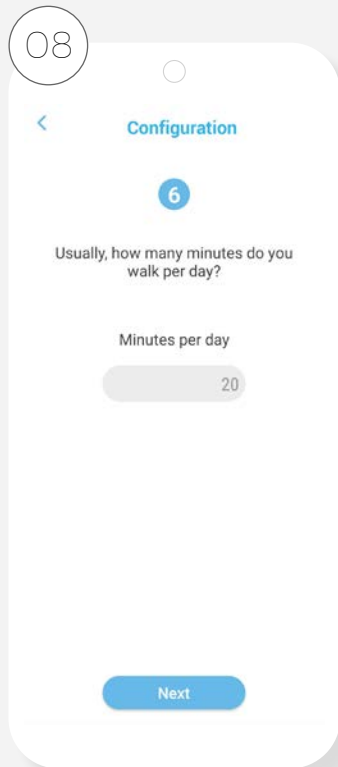 08
Configuration
6
Usually, how many minutes do you
walk per day?
Minutes per day
20
Next